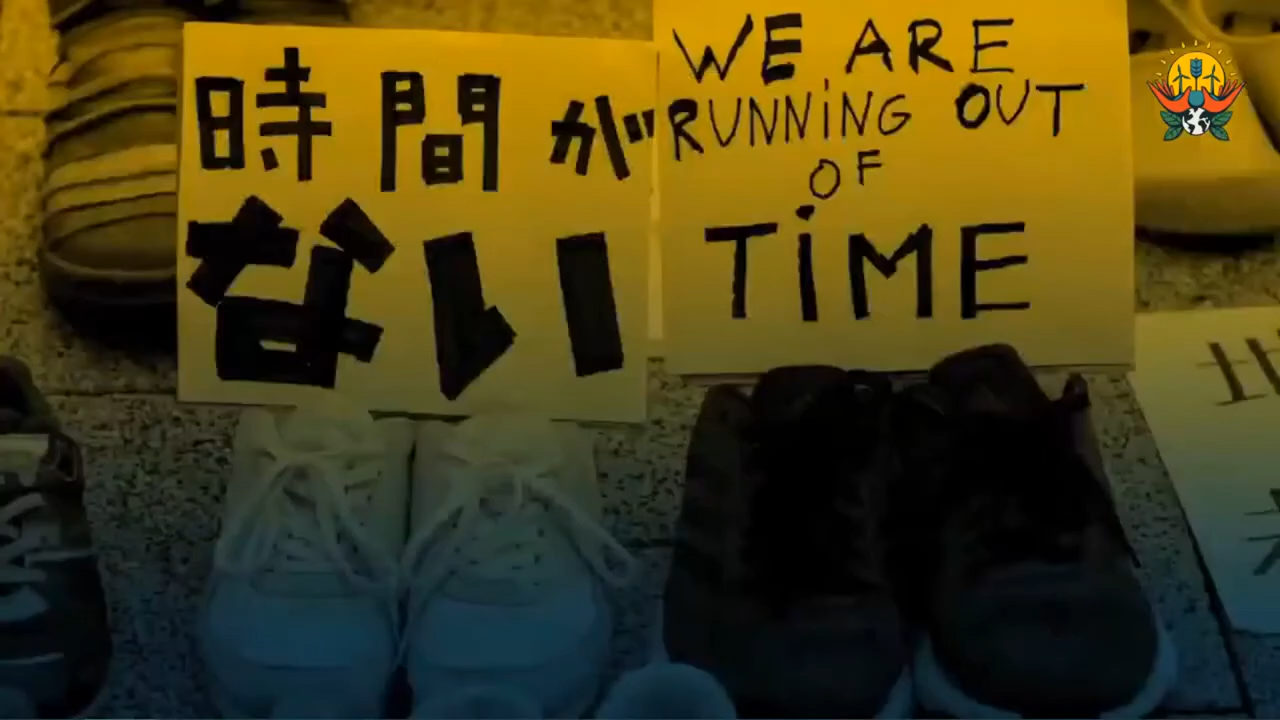 時間が
ない
WE ARE
RUNNING OUT
OF
TIME